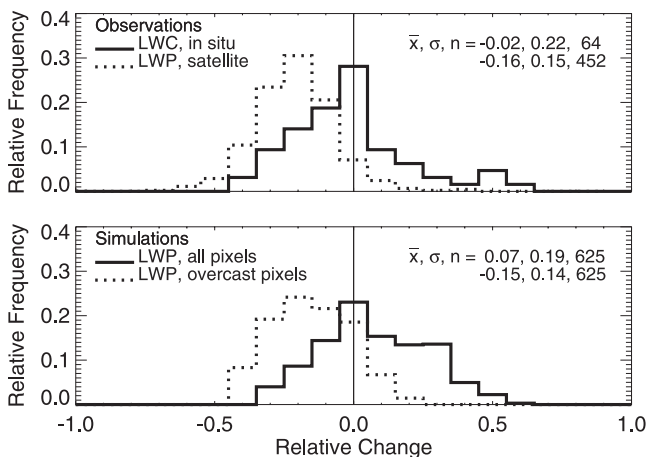 Observations
LWC, in situ
LWP, satellite
x̅, σ, n = -0.02, 0.22, 64
-0.16, 0.15, 452
Relative Frequency
0.4
0.3
0.2
0.1
0.0
Simulations
LWP, all pixels
LWP, overcast pixels
x̅, σ, n = 0.07, 0.19, 625
-0.15, 0.14, 625
Relative Frequency
0.4
0.3
0.2
0.1
0.0
-1.0 -0.5 0.0 0.5 1.0
Relative Change